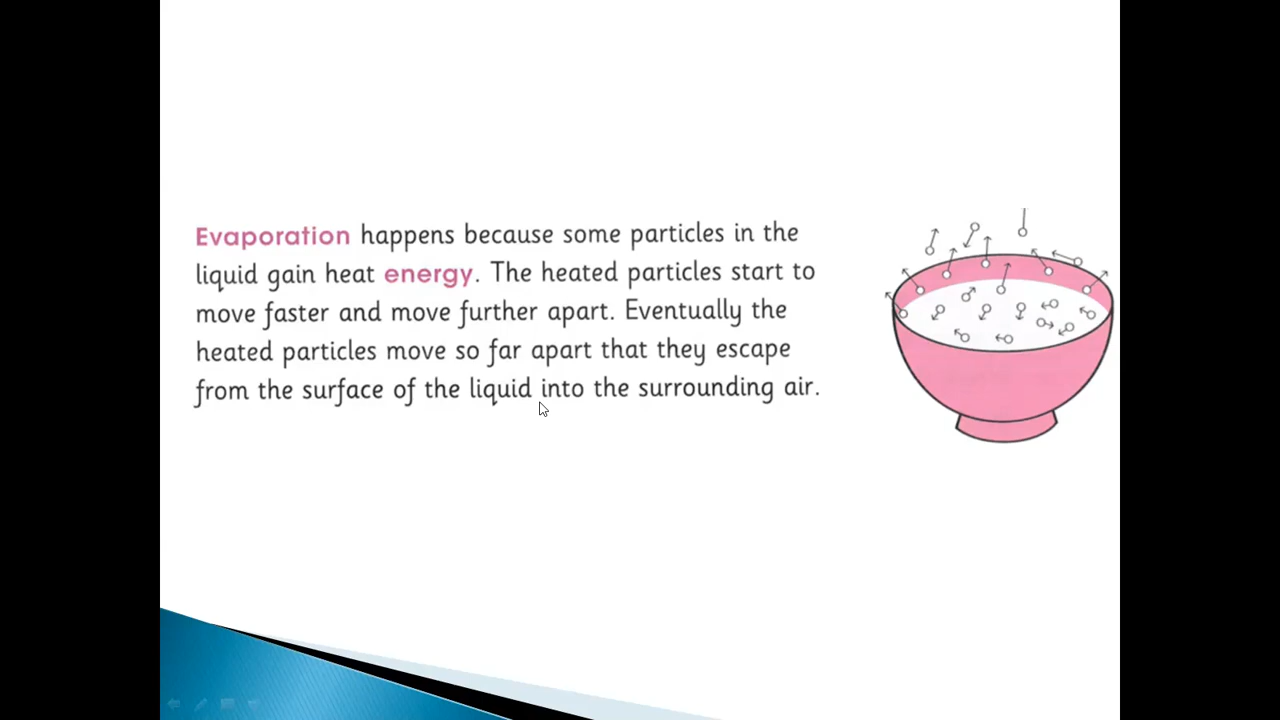 Evaporation happens because some particles in the
liquid gain heat energy. The heated particles start to
move faster and move further apart. Eventually the
heated particles move so far apart that they escape
from the surface of the liquid into the surrounding air.